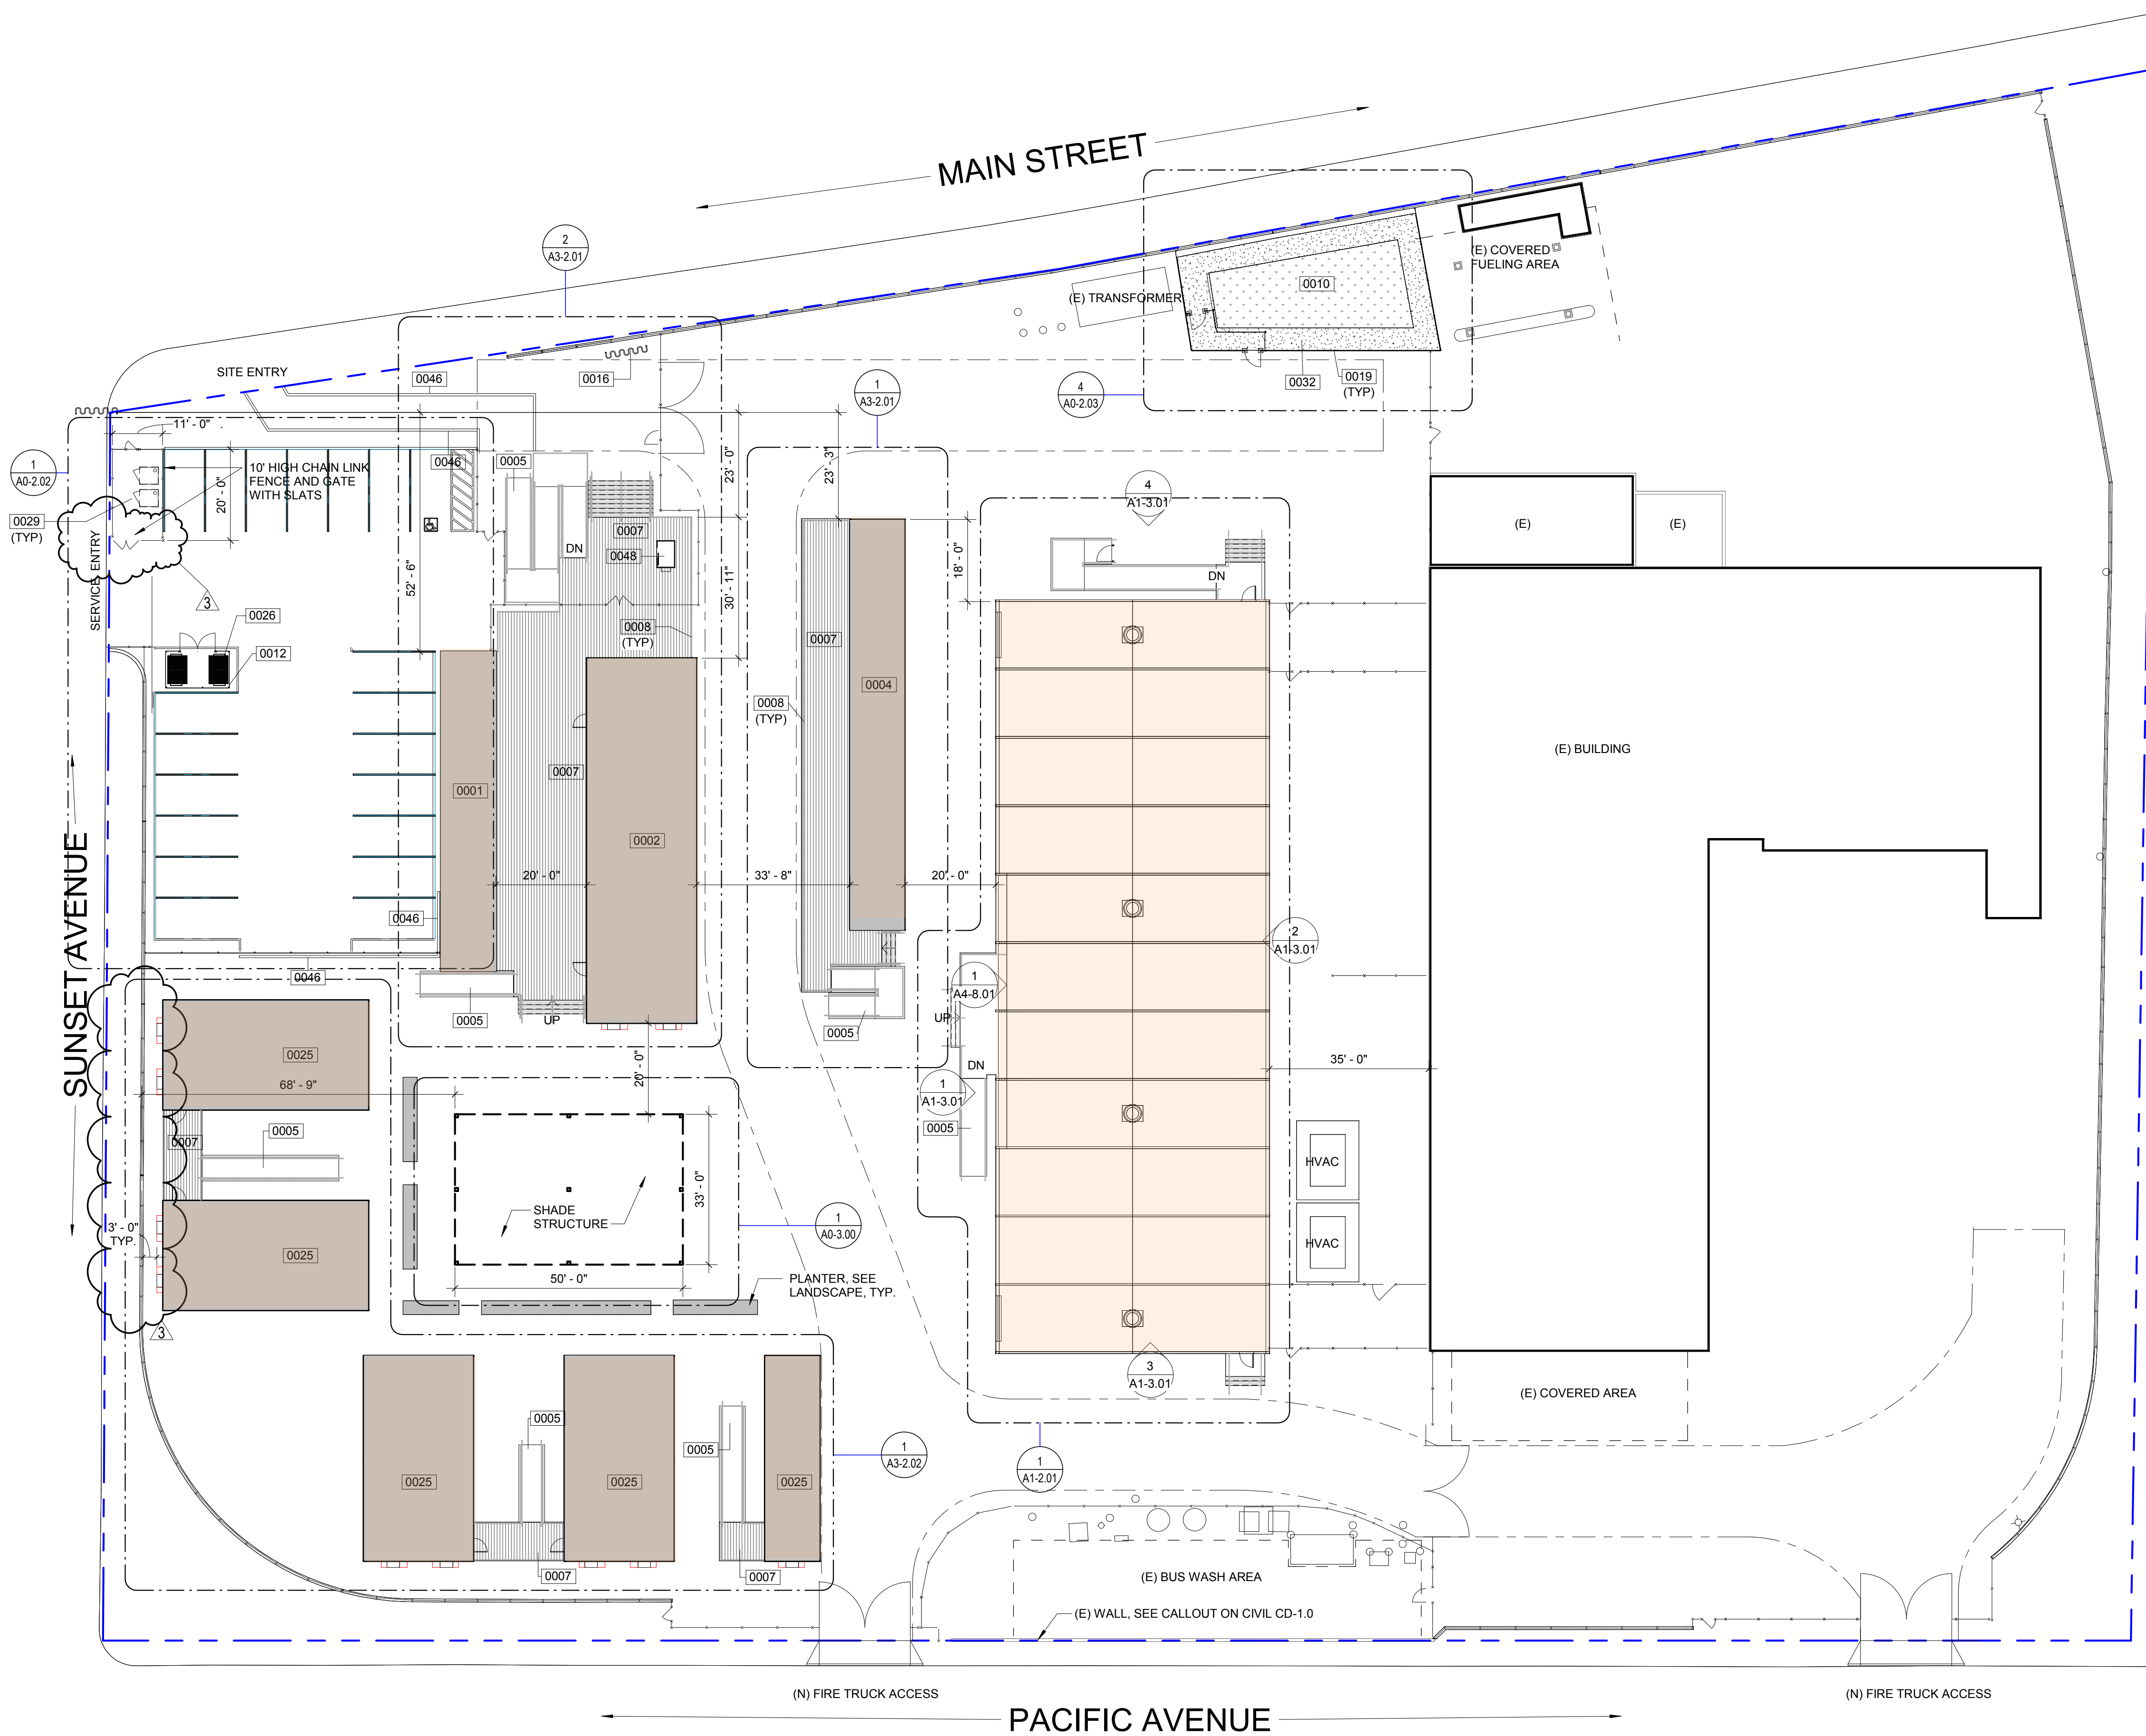 MAIN STREET
2
A3-2.01
(E) COVERED
FUELING AREA
0010
(E) TRANSFORMER
SITE ENTRY
0046
0016
0032
0019
(TYP)
1
A3-2.01
4
A0-2.03
11' - 0"
23' - 0"
23' - 3"
1
A0-2.02
10' HIGH CHAIN LINK
FENCE AND GATE
WITH SLATS
20' - 0"
0046
0005
0029
(TYP)
4
A1-3.01
0007
DN
0048
(E)
(E)
SERVICE ENTRY
52' - 6"
30' - 11"
18' - 0"
DN
3
0026
0008
(TYP)
0007
0012
0004
0008
(TYP)
(E) BUILDING
0007
0001
0002
20' - 0"
33' - 8"
20' - 0"
SUNSET AVENUE
0046
2
A1-3.01
0046
1
A4-8.01
0005
UP
0005
UP
0025
20' - 0"
35' - 0"
DN
68' - 9"
1
A1-3.01
0005
0007
0005
HVAC
33' - 0"
SHADE
STRUCTURE
1
A0-3.00
3' - 0"
TYP.
0025
HVAC
50' - 0"
PLANTER, SEE
LANDSCAPE, TYP.
3
3
A1-3.01
(E) COVERED AREA
0005
0005
1
A3-2.02
1
A1-2.01
0025
0025
0025
0007
0007
(E) BUS WASH AREA
(E) WALL, SEE CALLOUT ON CIVIL CD-1.0
(N) FIRE TRUCK ACCESS
(N) FIRE TRUCK ACCESS
PACIFIC AVENUE